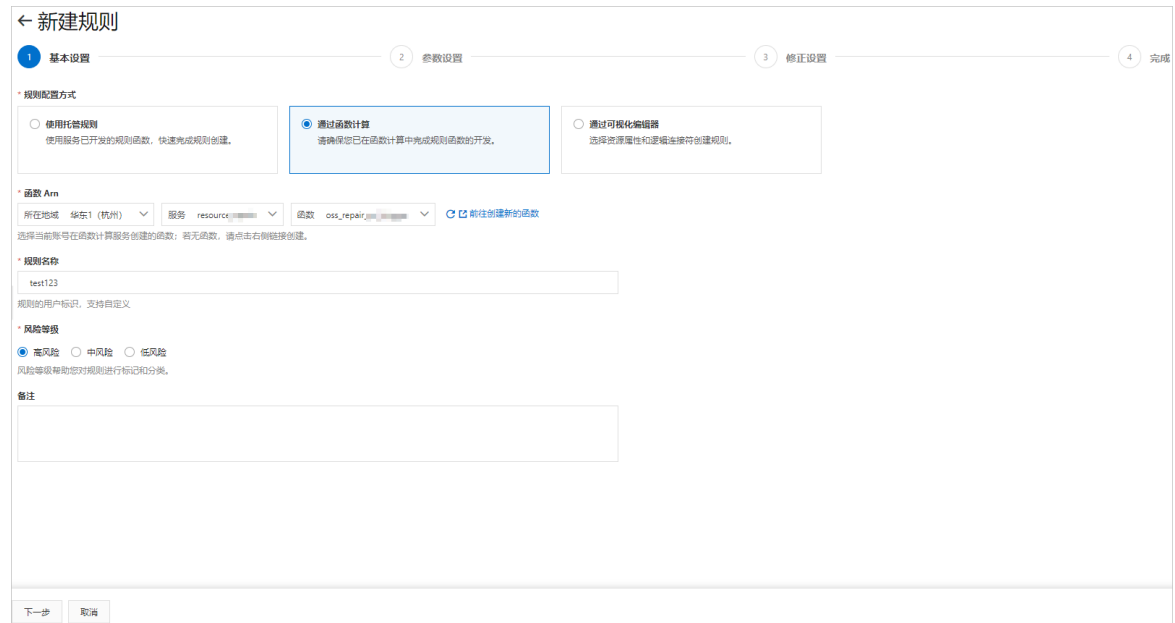 新建规则
1 基本设置 2 参数设置 3 修正设置 4 完成
* 规则配置方式
使用托管规则 通过函数计算 通过可视化编辑器
使用服务已开发的规则函数，快速完成规则创建。 请确保您已在函数计算中完成规则函数的开发。 选择资源属性和逻辑连接符创建规则。
* 函数 Arn
所在地域 华东1（杭州） 服务 resource 函数 oss_repair_ 前往创建新的函数
选择当前账号在函数计算服务创建的函数；若无函数，请点击右侧链接创建。
* 规则名称
test123
规则的用户标识，支持自定义
* 风险等级
高风险 中风险 低风险
风险等级帮助您对规则进行标记和分类。
备注
下一步 取消